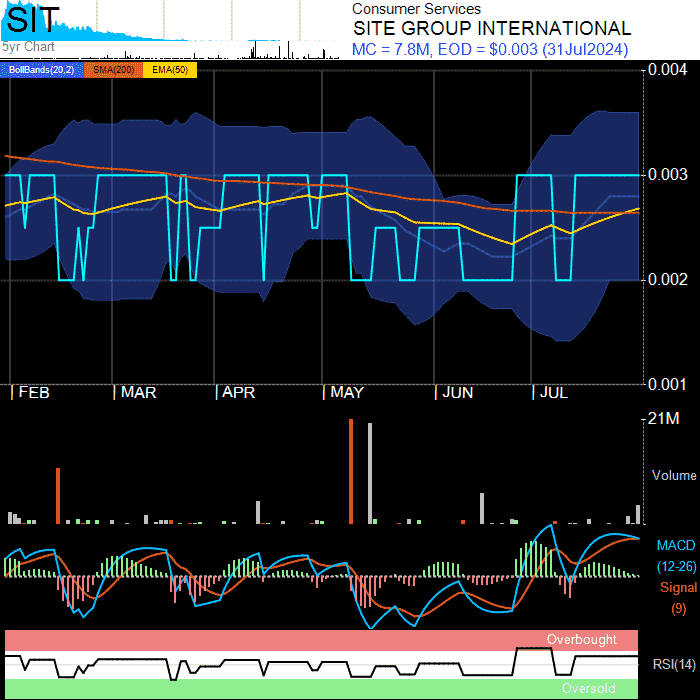 SIT
5yr Chart
Consumer Services
SITE GROUP INTERNATIONAL
MC = 7.8M, EOD = $0.003 (31Jul2024)
BollBands(20,2) SMA(200) EMA(50)
0.004
0.003
0.002
0.001
FEB MAR APR MAY JUN JUL
21M
Volume
MACD
(12-26)
Signal
(9)
Overbought
RSI(14)
Oversold